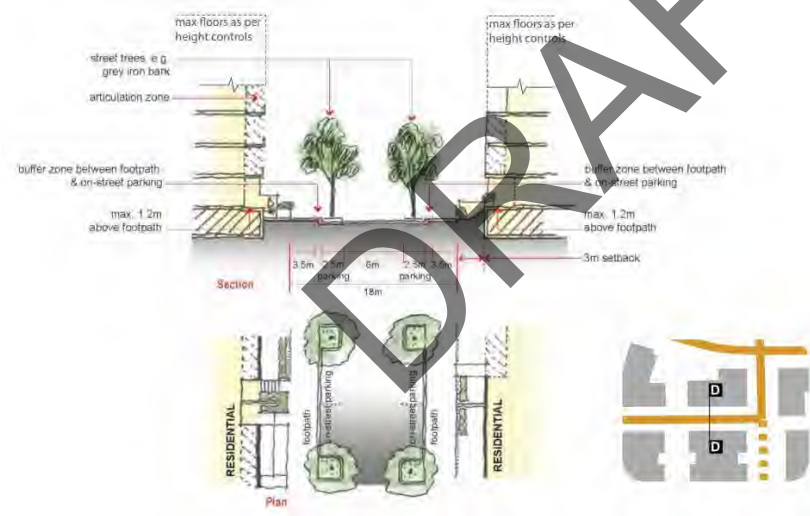 max floors as per
height controls
max floors as per
height controls
street trees, e.g.
grey iron bank
articulation zone
buffer zone between footpath
& on-street parking
buffer zone between footpath
& on-street parking
max. 1.2m
above footpath
max. 1.2m
above footpath
3m setback
3.5m 2.5m 6m 2.5m 3.5m
parking parking
18m
Section
RESIDENTIAL
footpath
on-street parking
on-street parking
footpath
RESIDENTIAL
Plan
D
D
DRAF